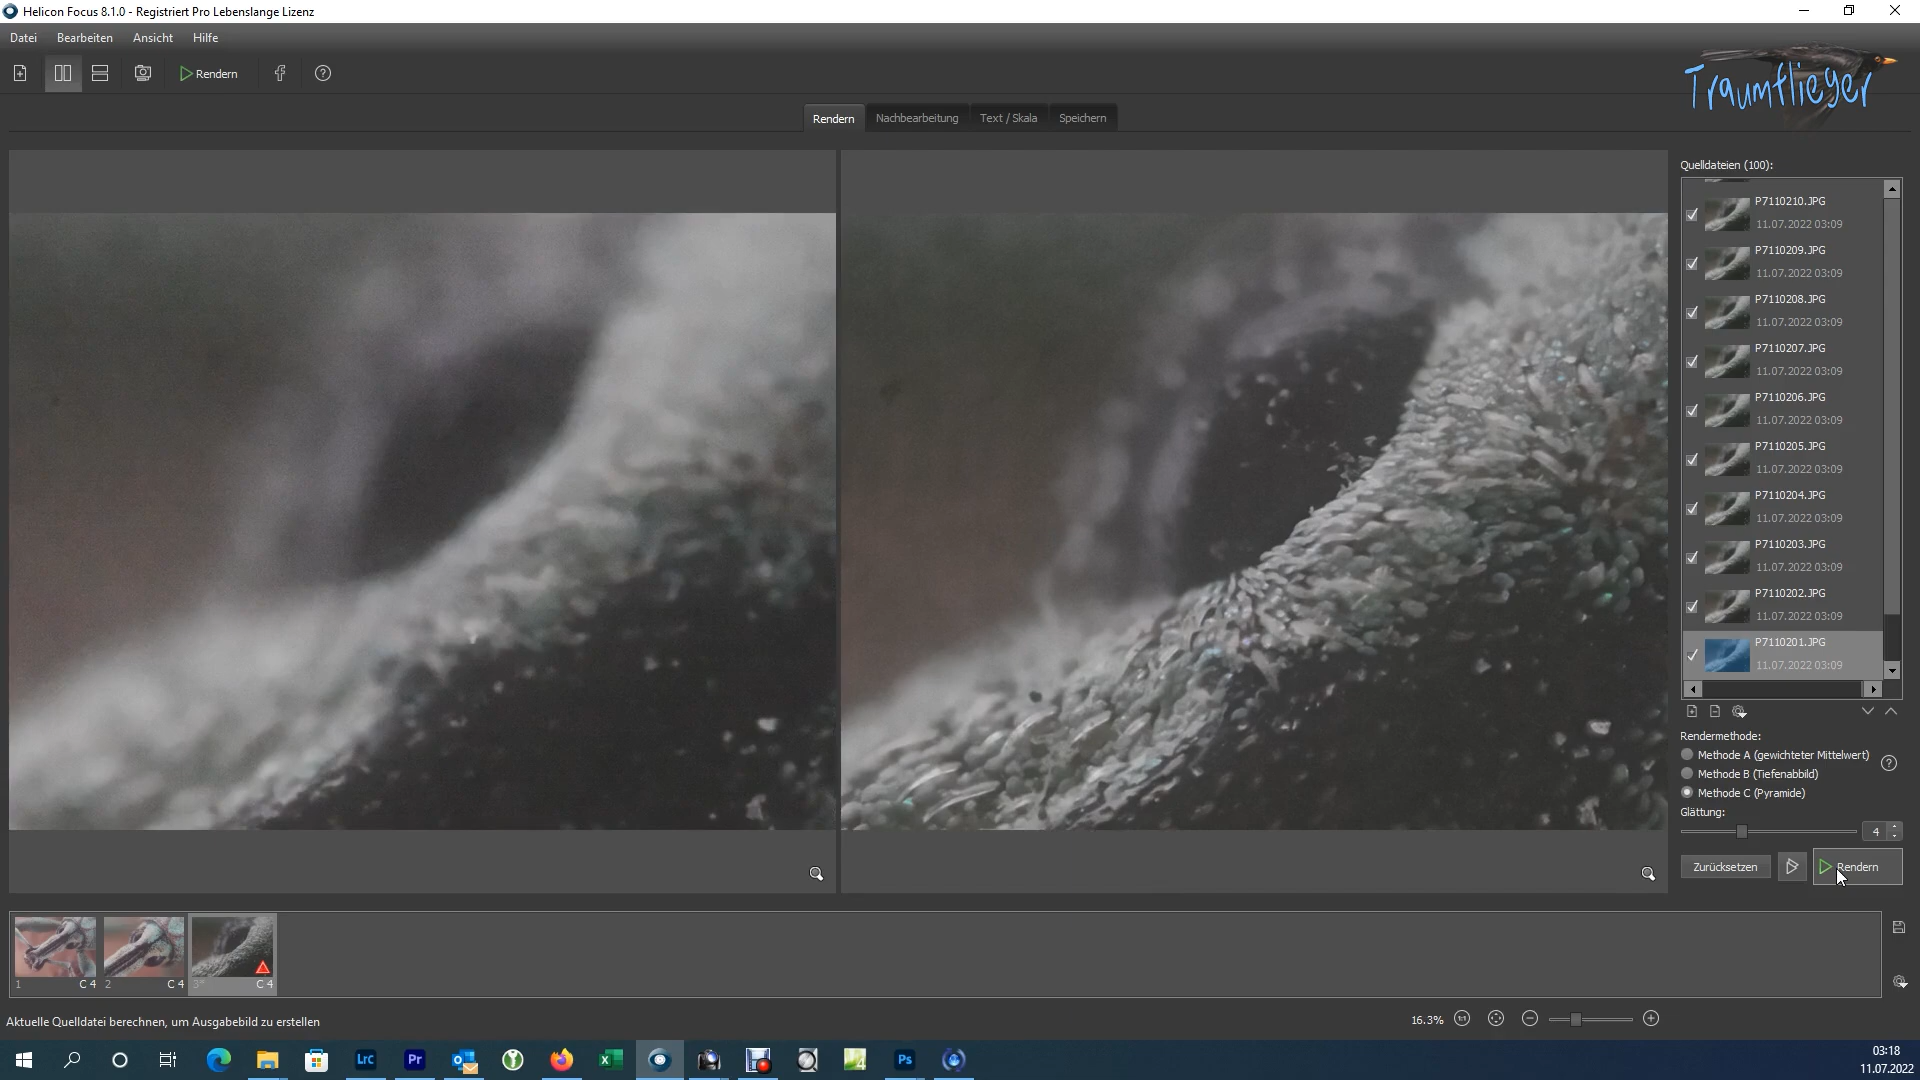 Helicon Focus 8.1.0 - Registriert Pro Lebenslange Lizenz
Datei Bearbeiten Ansicht Hilfe
Rendern
Traumflieger
Rendern Nachbearbeitung Text / Skala Speichern
Quelldateien (100):
P7110210.JPG
11.07.2022 03:09
P7110209.JPG
11.07.2022 03:09
P7110208.JPG
11.07.2022 03:09
P7110207.JPG
11.07.2022 03:09
P7110206.JPG
11.07.2022 03:09
P7110205.JPG
11.07.2022 03:09
P7110204.JPG
11.07.2022 03:09
P7110203.JPG
11.07.2022 03:09
P7110202.JPG
11.07.2022 03:09
P7110201.JPG
11.07.2022 03:09
Rendermethode:
Methode A (gewichteter Mittelwert)
Methode B (Tiefenabbild)
Methode C (Pyramide)
Glättung:
4
Zurücksetzen Rendern
1 C 4 2 C 4 3* C 4
Aktuelle Quelldatei berechnen, um Ausgabebild zu erstellen
16.3% 1:1
Lrc Pr Ps
03:18
11.07.2022